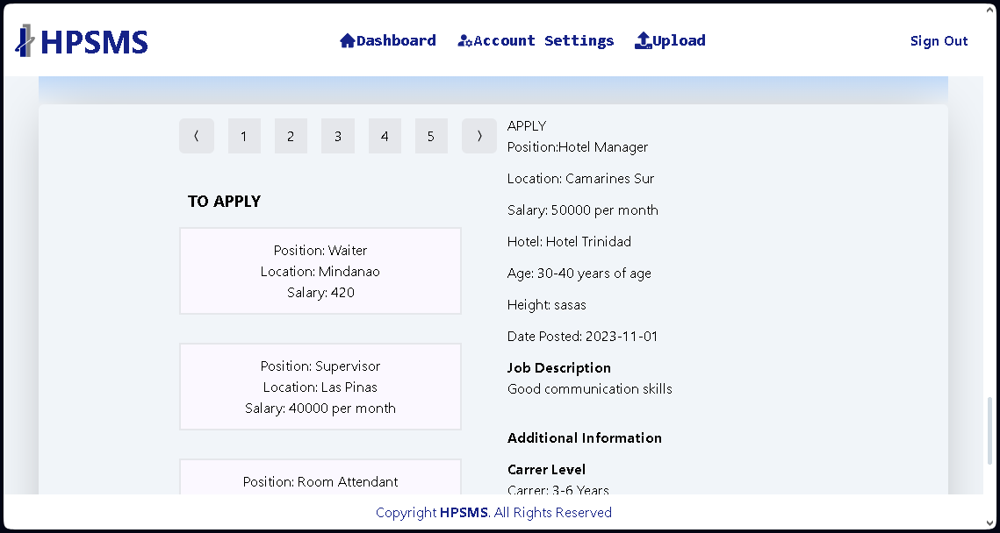 HPSMS
Dashboard
Account Settings
Upload
Sign Out
〈 1 2 3 4 5 〉
TO APPLY
Position: Waiter
Location: Mindanao
Salary: 420
Position: Supervisor
Location: Las Pinas
Salary: 40000 per month
Position: Room Attendant
APPLY
Position:Hotel Manager
Location: Camarines Sur
Salary: 50000 per month
Hotel: Hotel Trinidad
Age: 30-40 years of age
Height: sasas
Date Posted: 2023-11-01
Job Description
Good communication skills
Additional Information
Carrer Level
Carrer: 3-6 Years
Copyright HPSMS. All Rights Reserved